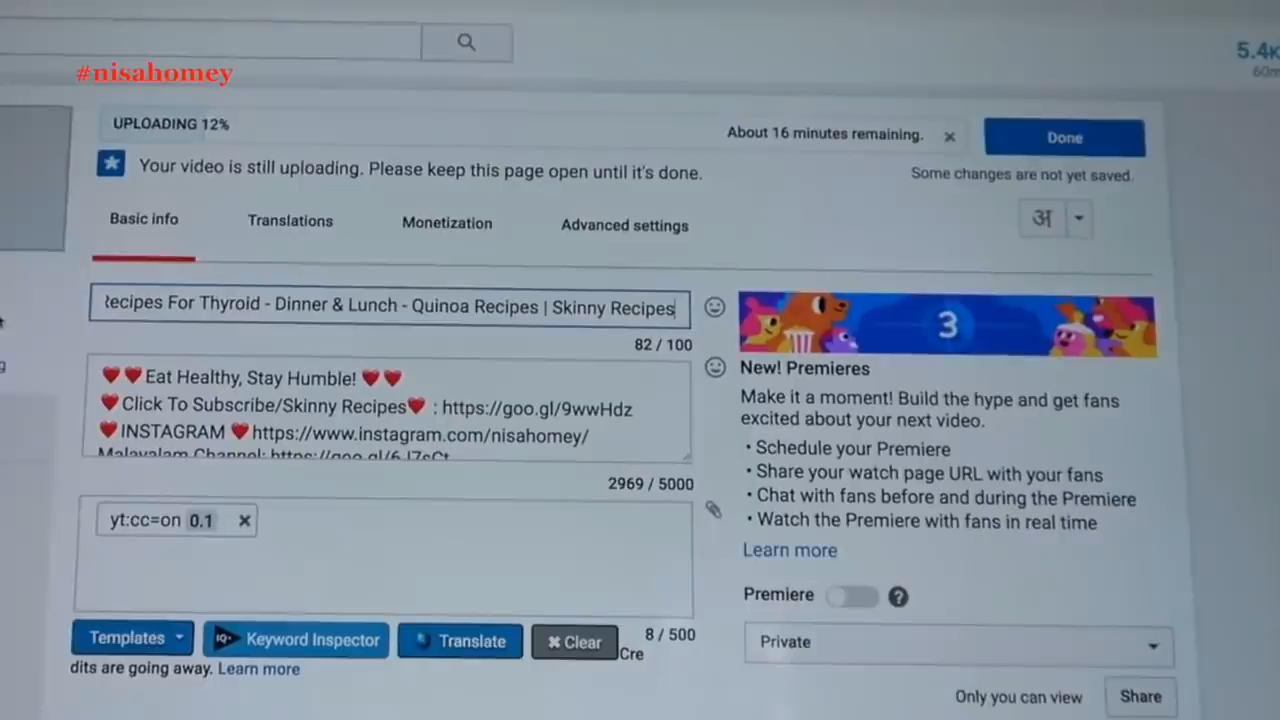 5.4K
#nisahomey
UPLOADING 12%
About 16 minutes remaining.
Done
Your video is still uploading. Please keep this page open until it's done.
Some changes are not yet saved.
Basic info
Translations
Monetization
Advanced settings
अ
Recipes For Thyroid - Dinner & Lunch - Quinoa Recipes | Skinny Recipes
82 / 100
3
❤️❤️Eat Healthy, Stay Humble! ❤️❤️
❤️Click To Subscribe/Skinny Recipes❤️ : https://goo.gl/9wwHdz
❤️INSTAGRAM ❤️https://www.instagram.com/nisahomey/
Malayalam Channel:
2969 / 5000
New! Premieres
Make it a moment! Build the hype and get fans
excited about your next video.
• Schedule your Premiere
• Share your watch page URL with your fans
• Chat with fans before and during the Premiere
• Watch the Premiere with fans in real time
Learn more
yt:cc=on 0.1
Premiere
Templates
IQ
Keyword Inspector
Translate
Clear
8 / 500
Cre
dits are going away. Learn more
Private
Only you can view
Share